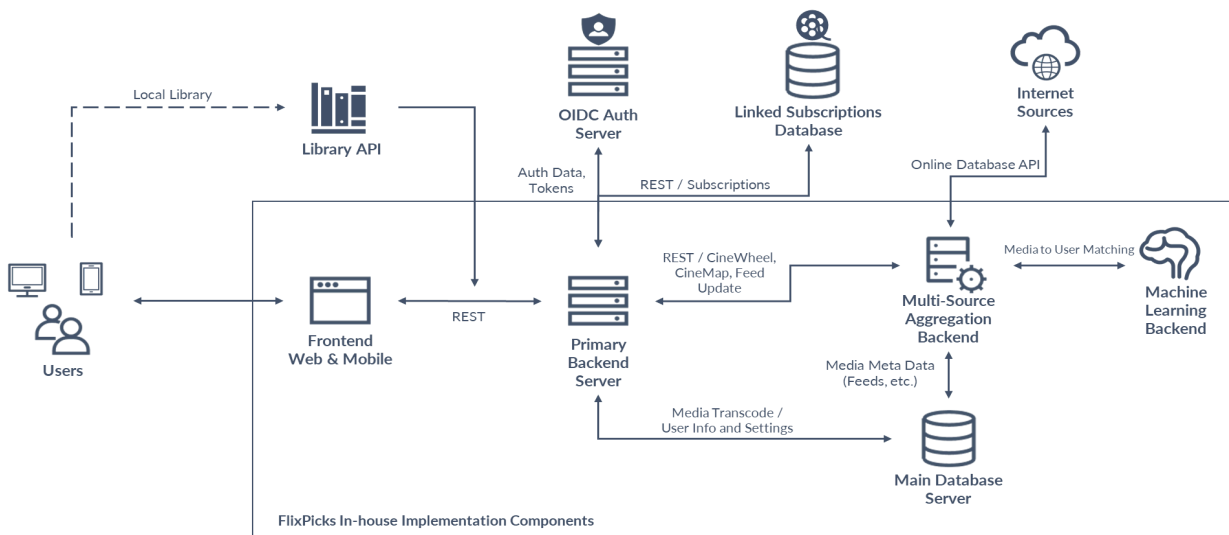 Local Library
Library API
OIDC Auth
Server
Linked Subscriptions
Database
Internet
Sources
Auth Data,
Tokens
REST / Subscriptions
Online Database API
Users
Frontend
Web & Mobile
REST
Primary
Backend
Server
REST / CineWheel,
CineMap, Feed
Update
Multi-Source
Aggregation
Backend
Media to User Matching
Machine
Learning
Backend
Media Meta Data
(Feeds, etc.)
Media Transcode /
User Info and Settings
Main Database
Server
FlixPicks In-house Implementation Components